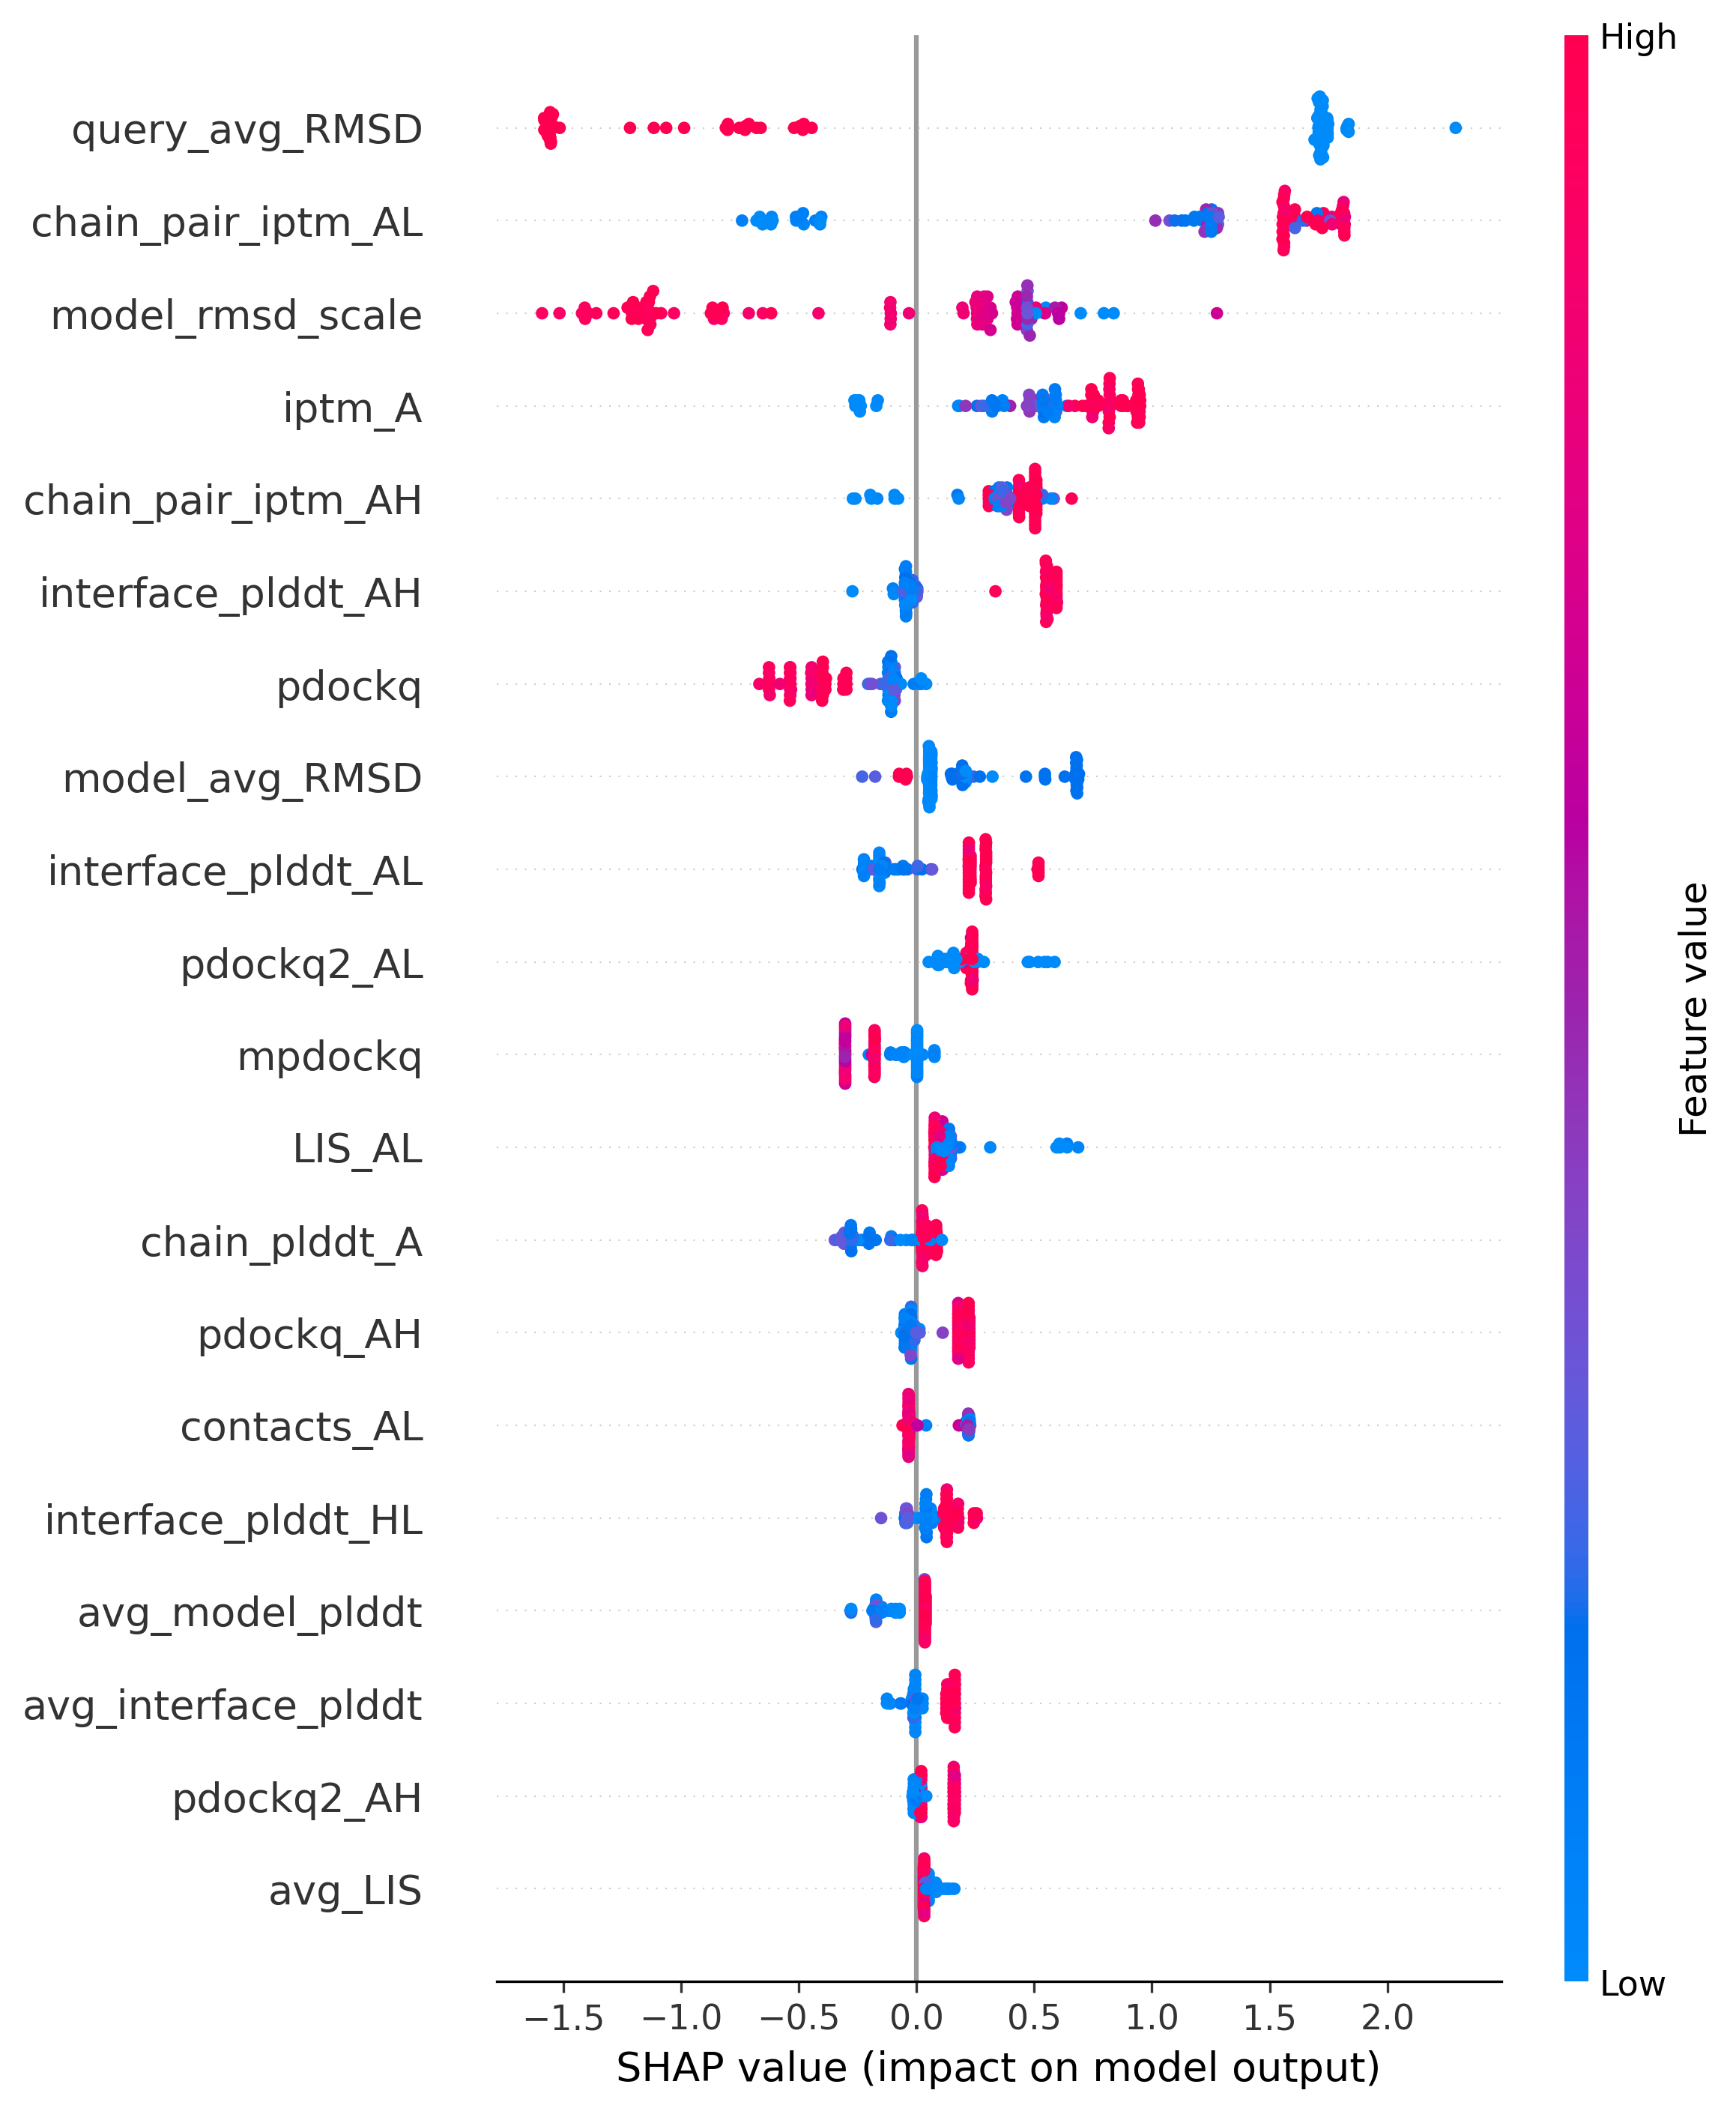 High
query_avg_RMSD
chain_pair_iptm_AL
model_rmsd_scale
iptm_A
chain_pair_iptm_AH
interface_plddt_AH
pdockq
model_avg_RMSD
interface_plddt_AL
pdockq2_AL
mpdockq
LIS_AL
chain_plddt_A
pdockq_AH
contacts_AL
interface_plddt_HL
avg_model_plddt
avg_interface_plddt
pdockq2_AH
avg_LIS
Feature value
Low
−1.5 −1.0 −0.5 0.0 0.5 1.0 1.5 2.0
SHAP value (impact on model output)